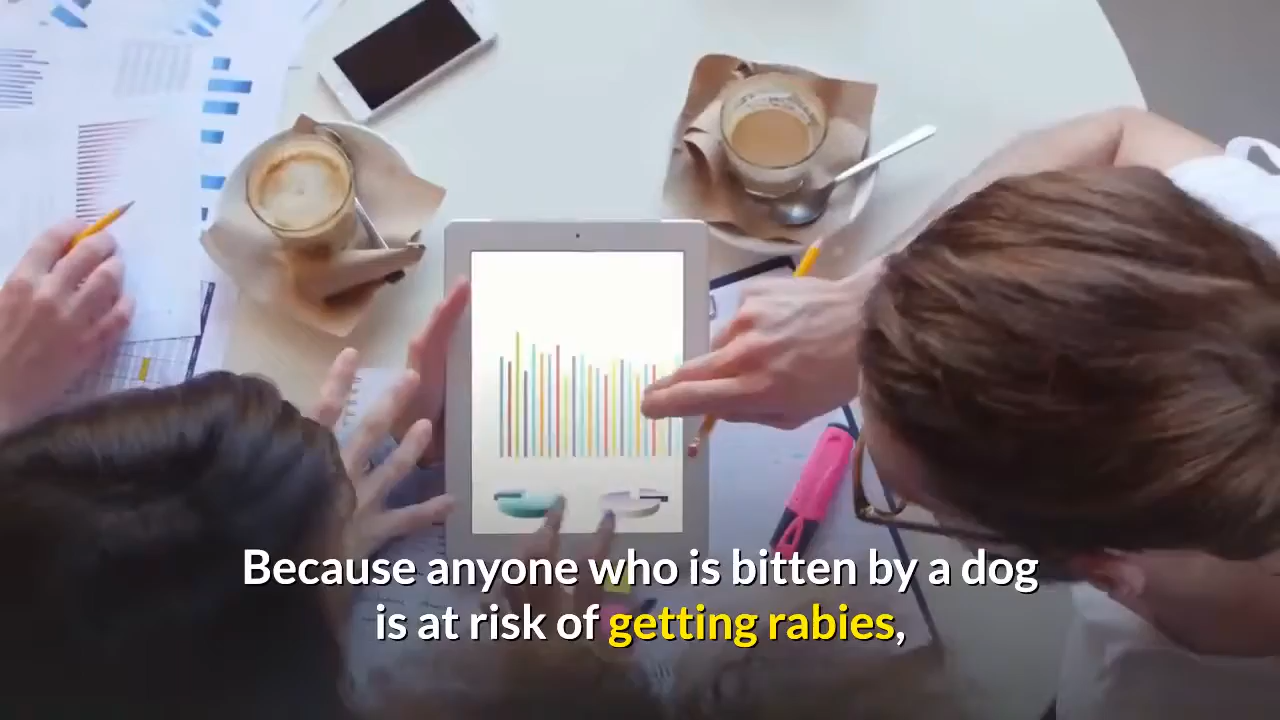 Because anyone who is bitten by a dog
is at risk of getting rabies,